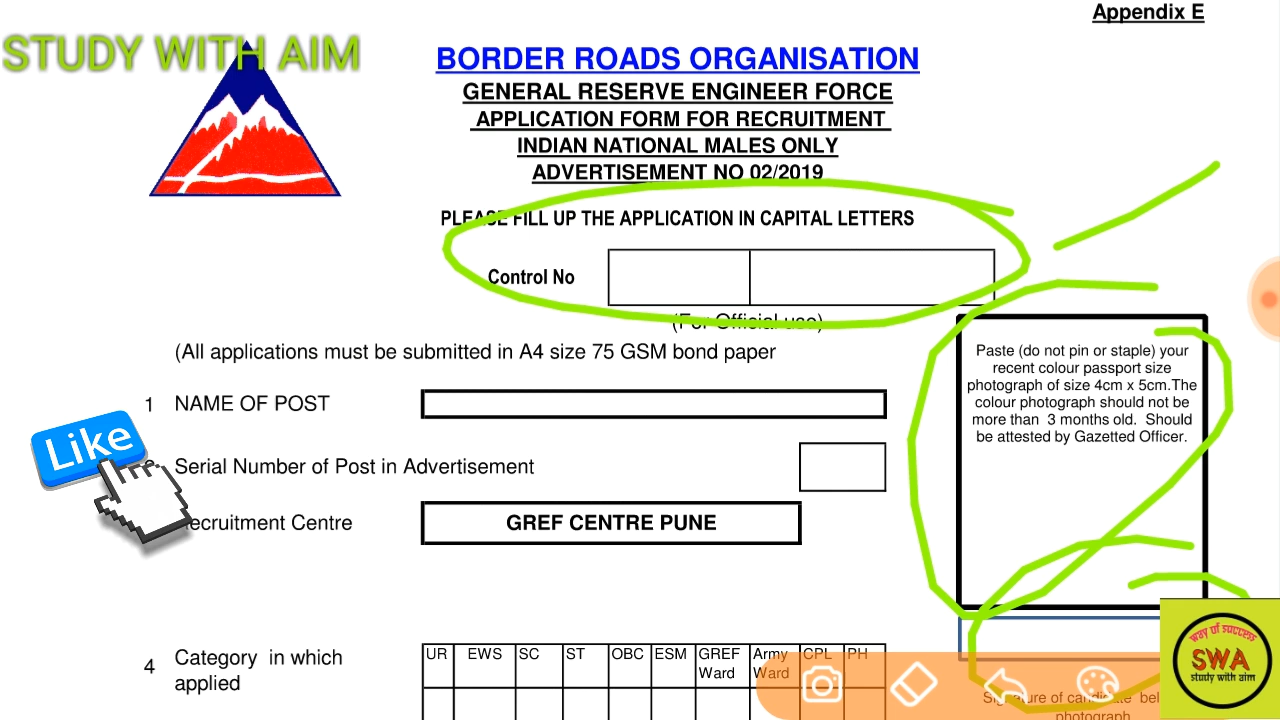 Appendix E
STUDY WITH AIM
BORDER ROADS ORGANISATION
GENERAL RESERVE ENGINEER FORCE
APPLICATION FORM FOR RECRUITMENT
INDIAN NATIONAL MALES ONLY
ADVERTISEMENT NO 02/2019
PLEASE FILL UP THE APPLICATION IN CAPITAL LETTERS
Control No
(For Official use)
(All applications must be submitted in A4 size 75 GSM bond paper
Paste (do not pin or staple) your
recent colour passport size
photograph of size 4cm x 5cm.The
colour photograph should not be
more than 3 months old. Should
be attested by Gazetted Officer.
1 NAME OF POST
Like
Serial Number of Post in Advertisement
ecruitment Centre
GREF CENTRE PUNE
4 Category in which
applied
UR EWS SC ST OBC ESM GREF Ward Army Ward CPL PH
Signature of candidate bel
photograph
way of success
SWA
study with aim